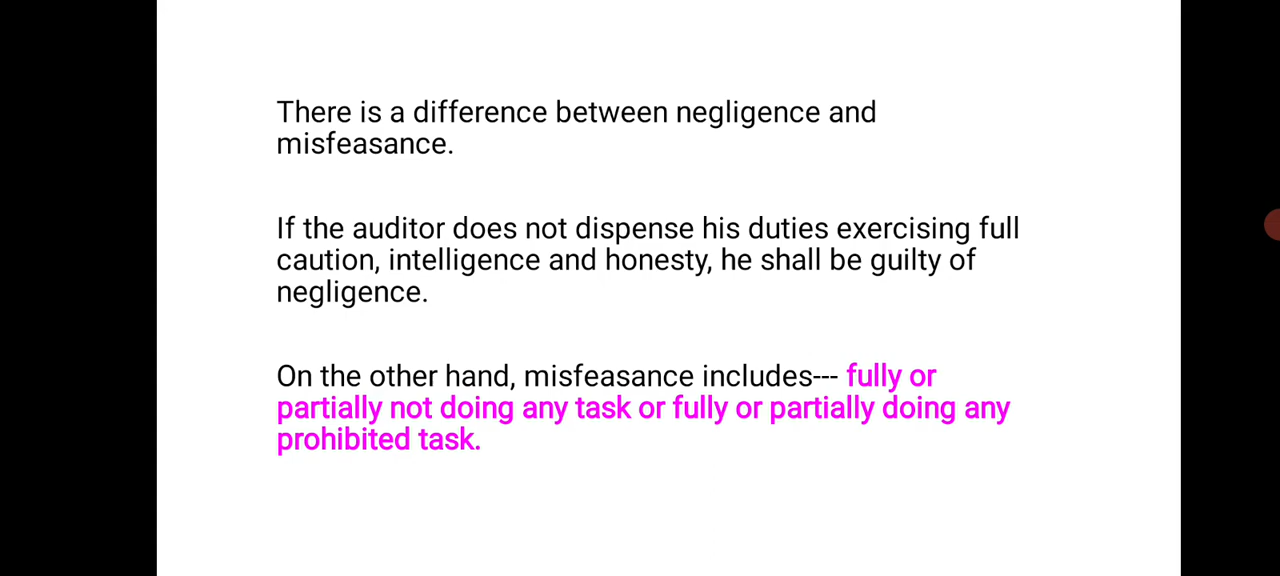 There is a difference between negligence and
misfeasance.
If the auditor does not dispense his duties exercising full
caution, intelligence and honesty, he shall be guilty of
negligence.
On the other hand, misfeasance includes--- fully or
partially not doing any task or fully or partially doing any
prohibited task.